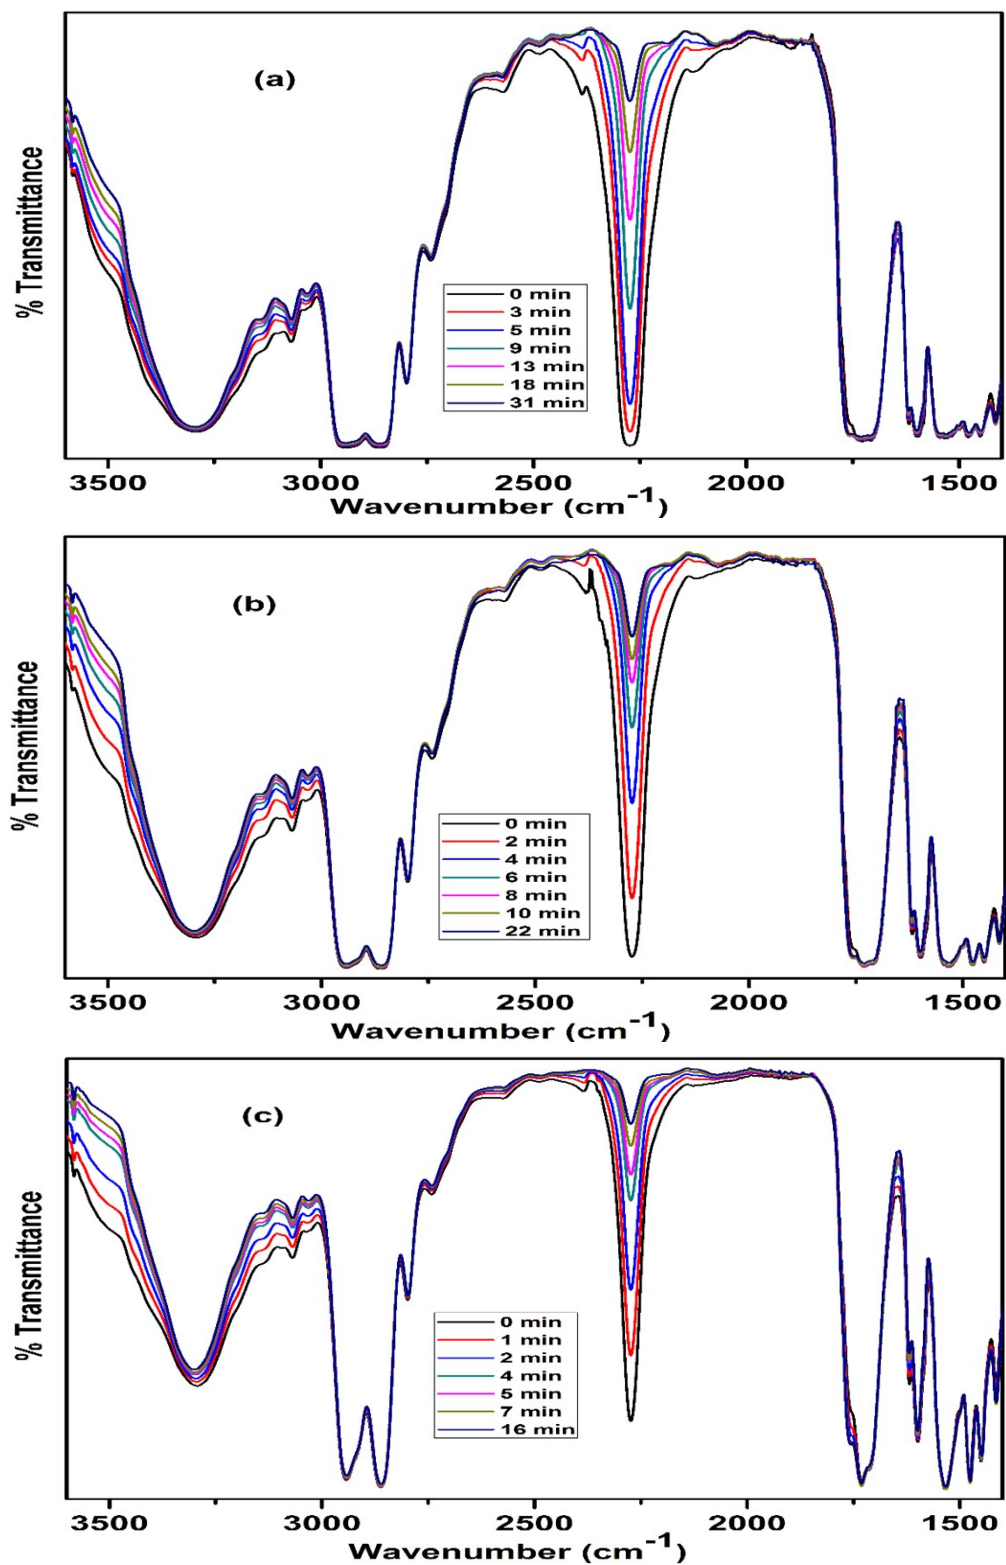 (a)
% Transmittance
0 min
3 min
5 min
9 min
13 min
18 min
31 min
3500 3000 2500 2000 1500
Wavenumber (cm⁻¹)
(b)
% Transmittance
0 min
2 min
4 min
6 min
8 min
10 min
22 min
3500 3000 2500 2000 1500
Wavenumber (cm⁻¹)
(c)
% Transmittance
0 min
1 min
2 min
4 min
5 min
7 min
16 min
3500 3000 2500 2000 1500
Wavenumber (cm⁻¹)